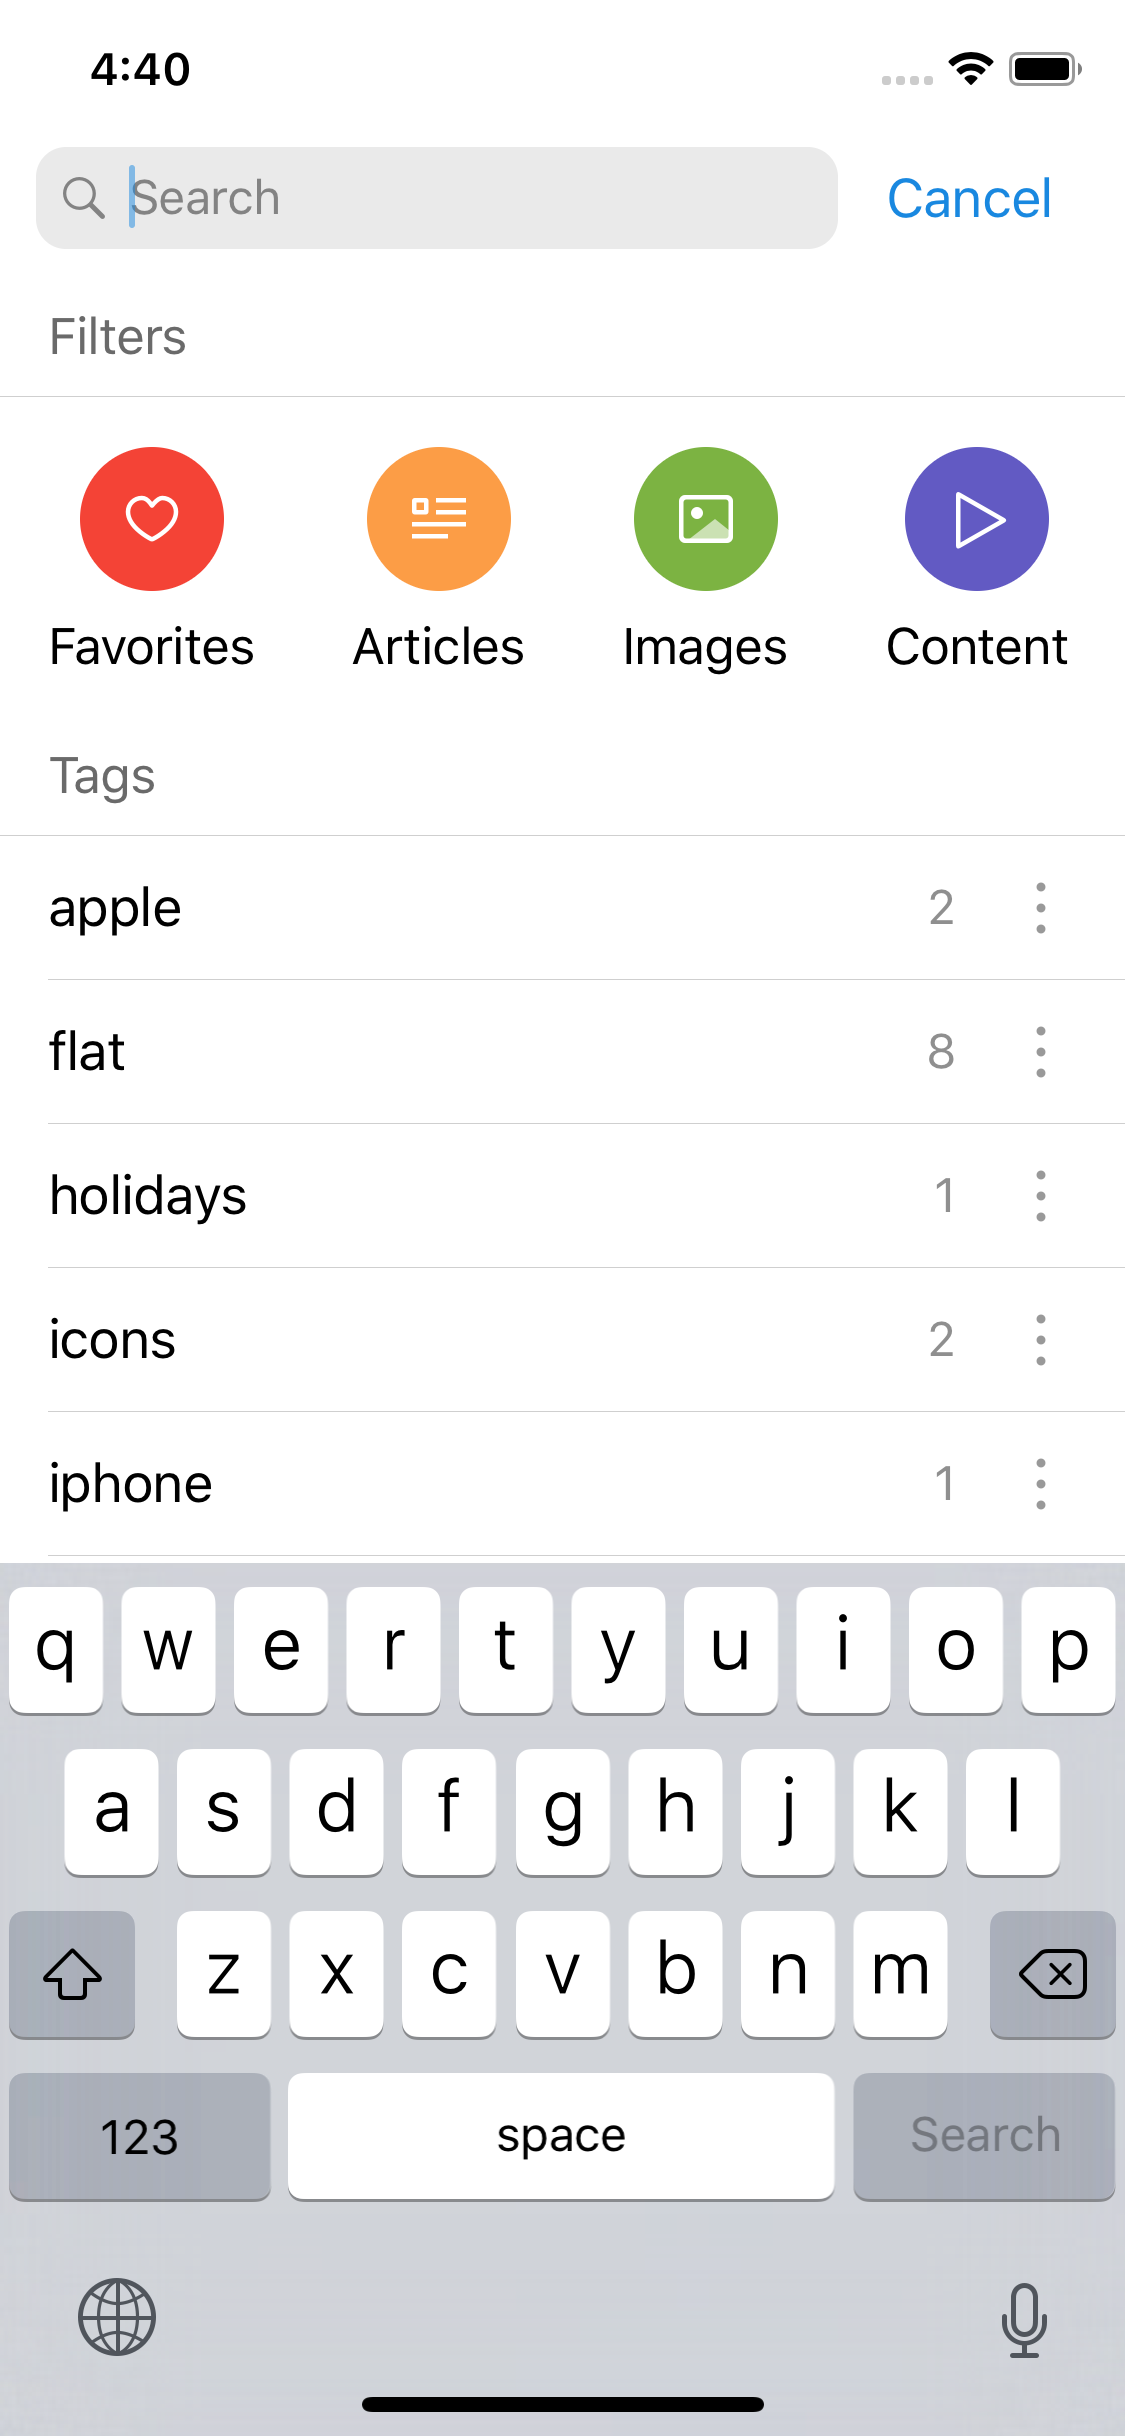 4:40
Search Cancel
Filters
Favorites Articles Images Content
Tags
apple 2
flat 8
holidays 1
icons 2
iphone 1
q w e r t y u i o p
a s d f g h j k l
z x c v b n m
123 space Search